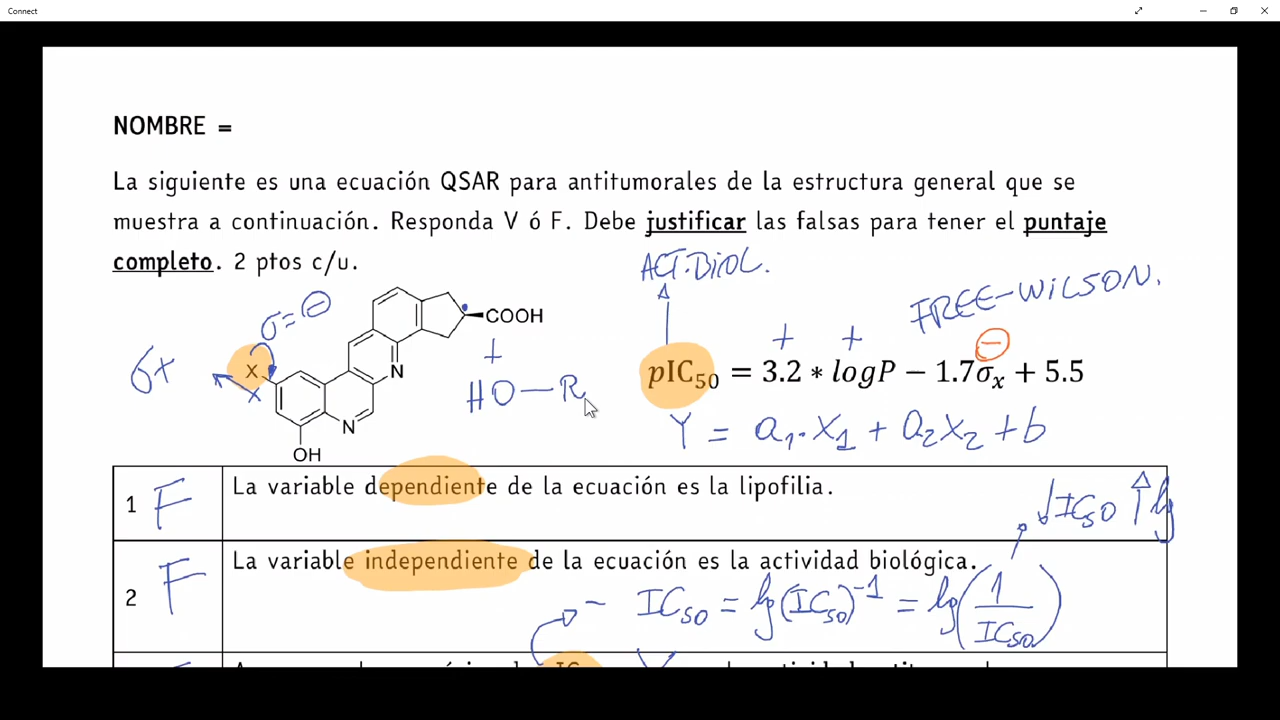 Connect
NOMBRE =
La siguiente es una ecuación QSAR para antitumorales de la estructura general que se
muestra a continuación. Responda V ó F. Debe justificar las falsas para tener el puntaje
completo. 2 ptos c/u.
ACT. BIOL.
FREE-WILSON.
σ = ⊖
COOH
X
N
N
OH
σx
+
HO—R
+ +
⊖
pIC₅₀ = 3.2 * logP − 1.7σₓ + 5.5
Y = a₁·X₁ + a₂X₂ + b
1 F La variable dependiente de la ecuación es la lipofilia.
↓IC50 ↑lg
2 F La variable independiente de la ecuación es la actividad biológica.
− IC50 = lg(IC50)⁻¹ = lg(1/IC50)